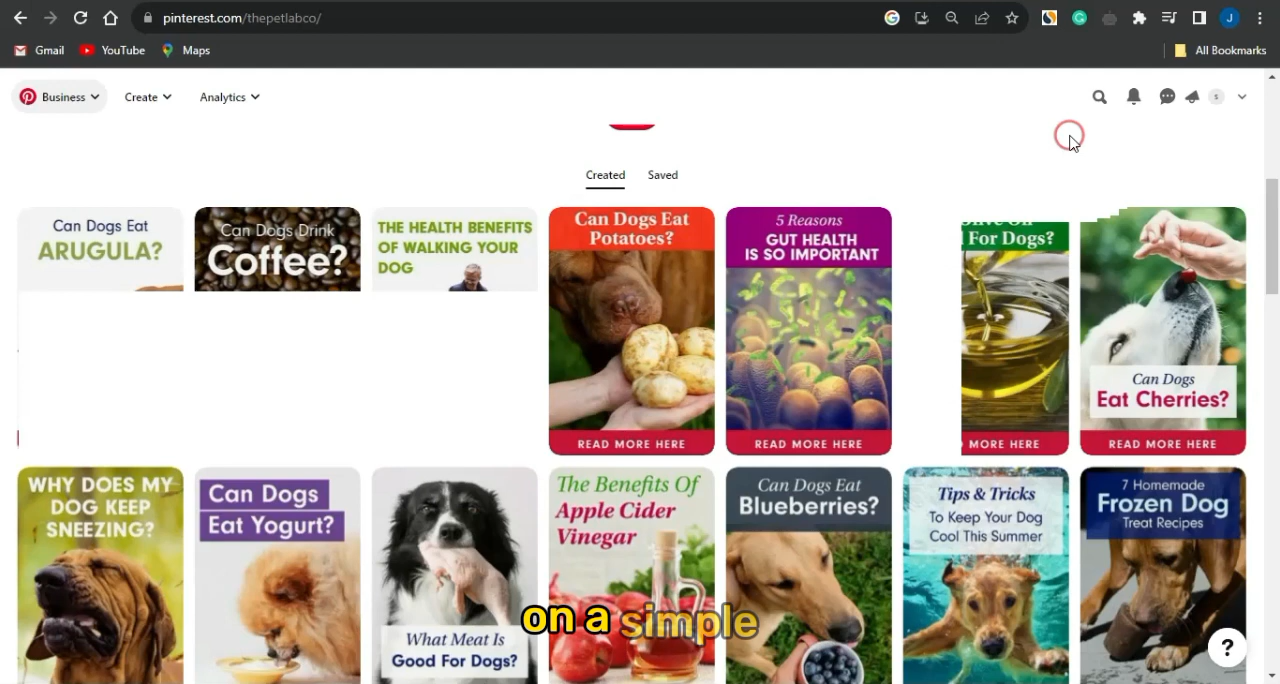 pinterest.com/thepetlabco/
J
Gmail
YouTube
Maps
All Bookmarks
Business
Create
Analytics
s
Created
Saved
Can Dogs Eat
ARUGULA?
Can Dogs Drink
Coffee?
THE HEALTH BENEFITS
OF WALKING YOUR
DOG
Can Dogs Eat
Potatoes?
READ MORE HERE
5 Reasons
GUT HEALTH
IS SO IMPORTANT
READ MORE HERE
For Dogs?
MORE HERE
Can Dogs
Eat Cherries?
READ MORE HERE
WHY DOES MY
DOG KEEP
SNEEZING?
Can Dogs
Eat Yogurt?
What Meat Is
Good For Dogs?
The Benefits Of
Apple Cider
Vinegar
Can Dogs Eat
Blueberries?
Tips & Tricks
To Keep Your Dog
Cool This Summer
7 Homemade
Frozen Dog
Treat Recipes
on a simple
?